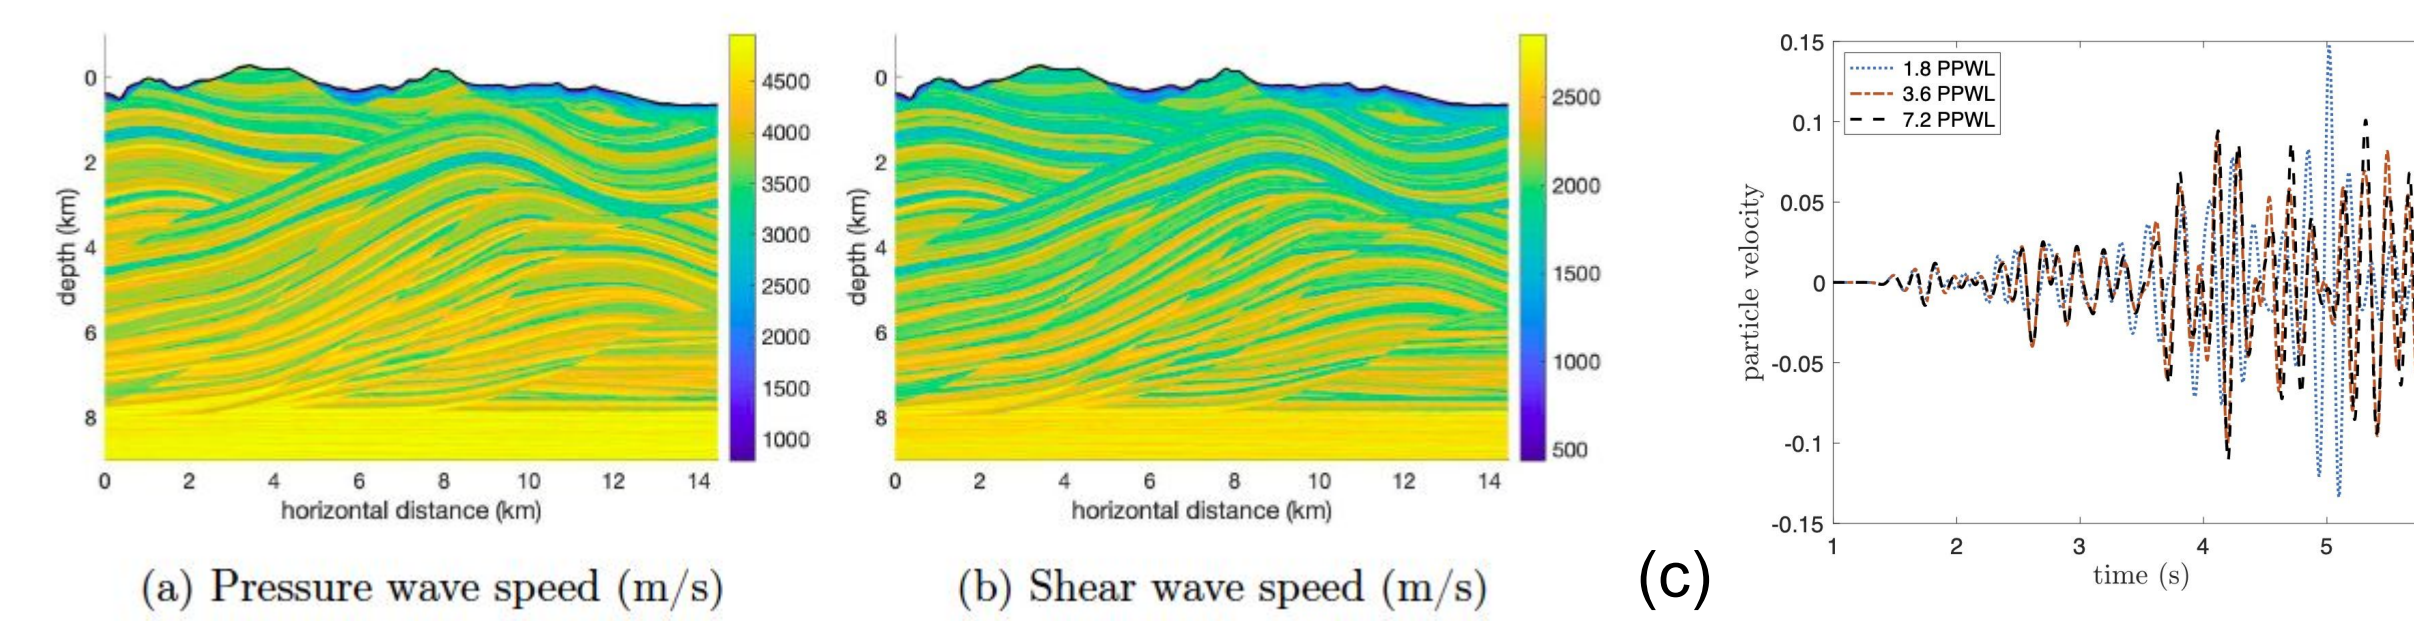 0
2
4
6
8
depth (km)
0 2 4 6 8 10 12 14
horizontal distance (km)
4500
4000
3500
3000
2500
2000
1500
1000
(a) Pressure wave speed (m/s)
0
2
4
6
8
depth (km)
0 2 4 6 8 10 12 14
horizontal distance (km)
2500
2000
1500
1000
500
(b) Shear wave speed (m/s)
(c)
0.15
0.1
0.05
0
-0.05
-0.1
-0.15
particle velocity
1.8 PPWL
3.6 PPWL
7.2 PPWL
1 2 3 4 5
time (s)